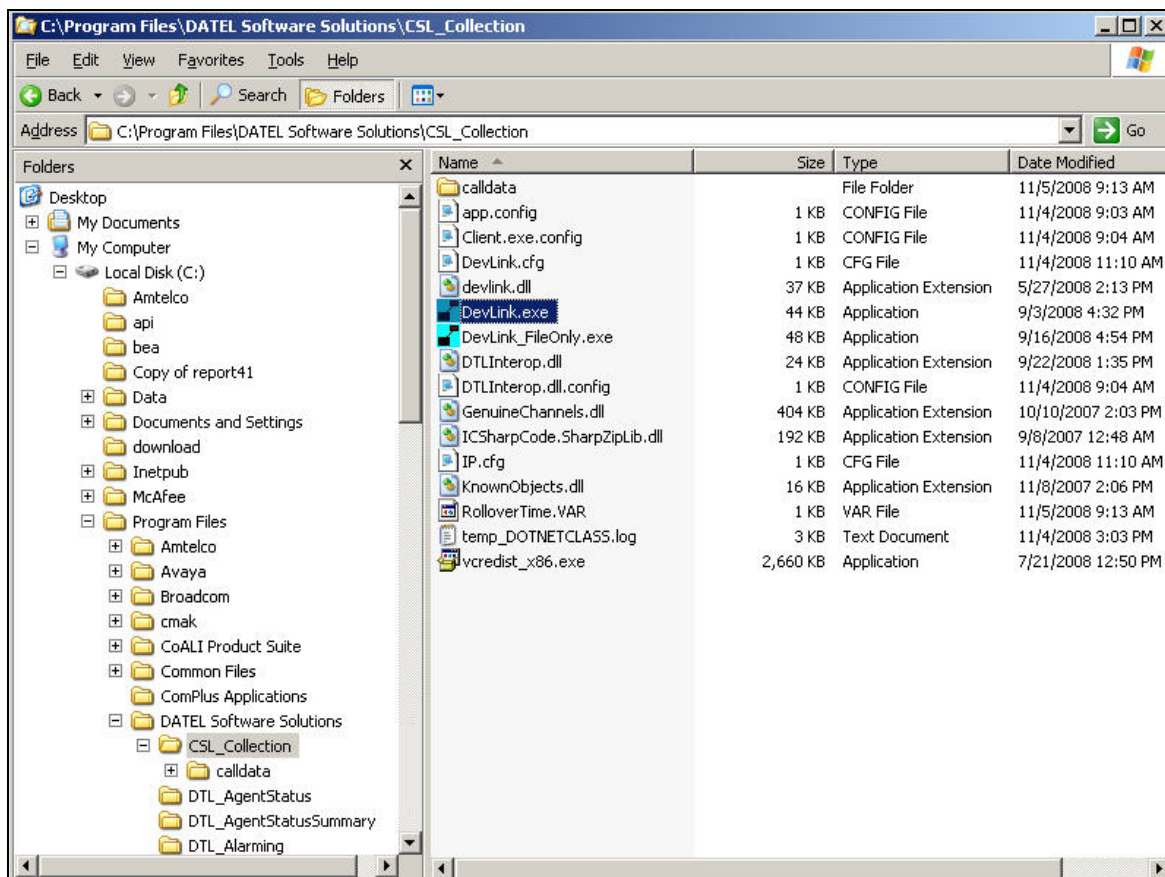 C:\Program Files\DATEL Software Solutions\CSL_Collection
File Edit View Favorites Tools Help
Back Search Folders
Address C:\Program Files\DATEL Software Solutions\CSL_Collection Go
Folders
Desktop
My Documents
My Computer
Local Disk (C:)
Amtelco
api
bea
Copy of report41
Data
Documents and Settings
download
Inetpub
McAfee
Program Files
Amtelco
Avaya
Broadcom
cmak
CoALI Product Suite
Common Files
ComPlus Applications
DATEL Software Solutions
CSL_Collection
calldata
DTL_AgentStatus
DTL_AgentStatusSummary
DTL_Alarming
Name Size Type Date Modified
calldata File Folder 11/5/2008 9:13 AM
app.config 1 KB CONFIG File 11/4/2008 9:03 AM
Client.exe.config 1 KB CONFIG File 11/4/2008 9:04 AM
DevLink.cfg 1 KB CFG File 11/4/2008 11:10 AM
devlink.dll 37 KB Application Extension 5/27/2008 2:13 PM
DevLink.exe 44 KB Application 9/3/2008 4:32 PM
DevLink_FileOnly.exe 48 KB Application 9/16/2008 4:54 PM
DTLInterop.dll 24 KB Application Extension 9/22/2008 1:35 PM
DTLInterop.dll.config 1 KB CONFIG File 11/4/2008 9:04 AM
GenuineChannels.dll 404 KB Application Extension 10/10/2007 2:03 PM
ICSharpCode.SharpZipLib.dll 192 KB Application Extension 9/8/2007 12:48 AM
IP.cfg 1 KB CFG File 11/4/2008 11:10 AM
KnownObjects.dll 16 KB Application Extension 11/8/2007 2:06 PM
RolloverTime.VAR 1 KB VAR File 11/5/2008 9:13 AM
temp_DOTNETCLASS.log 3 KB Text Document 11/4/2008 3:03 PM
vcredist_x86.exe 2,660 KB Application 7/21/2008 12:50 PM